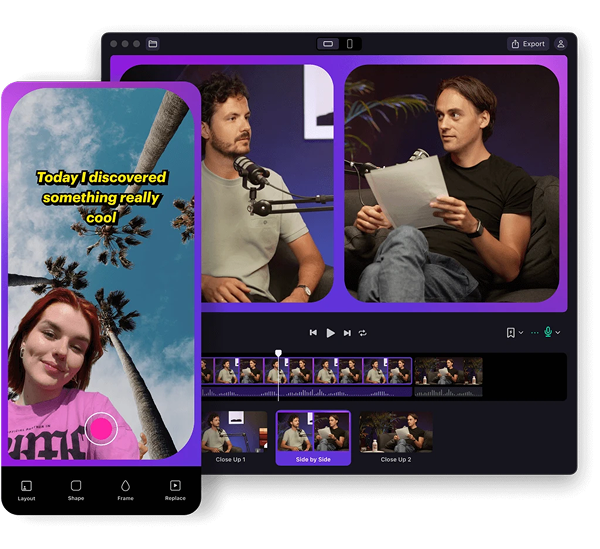 Export
Today I discovered
something really
cool
Close Up 1
Side by Side
Close Up 2
Layout
Shape
Frame
Replace